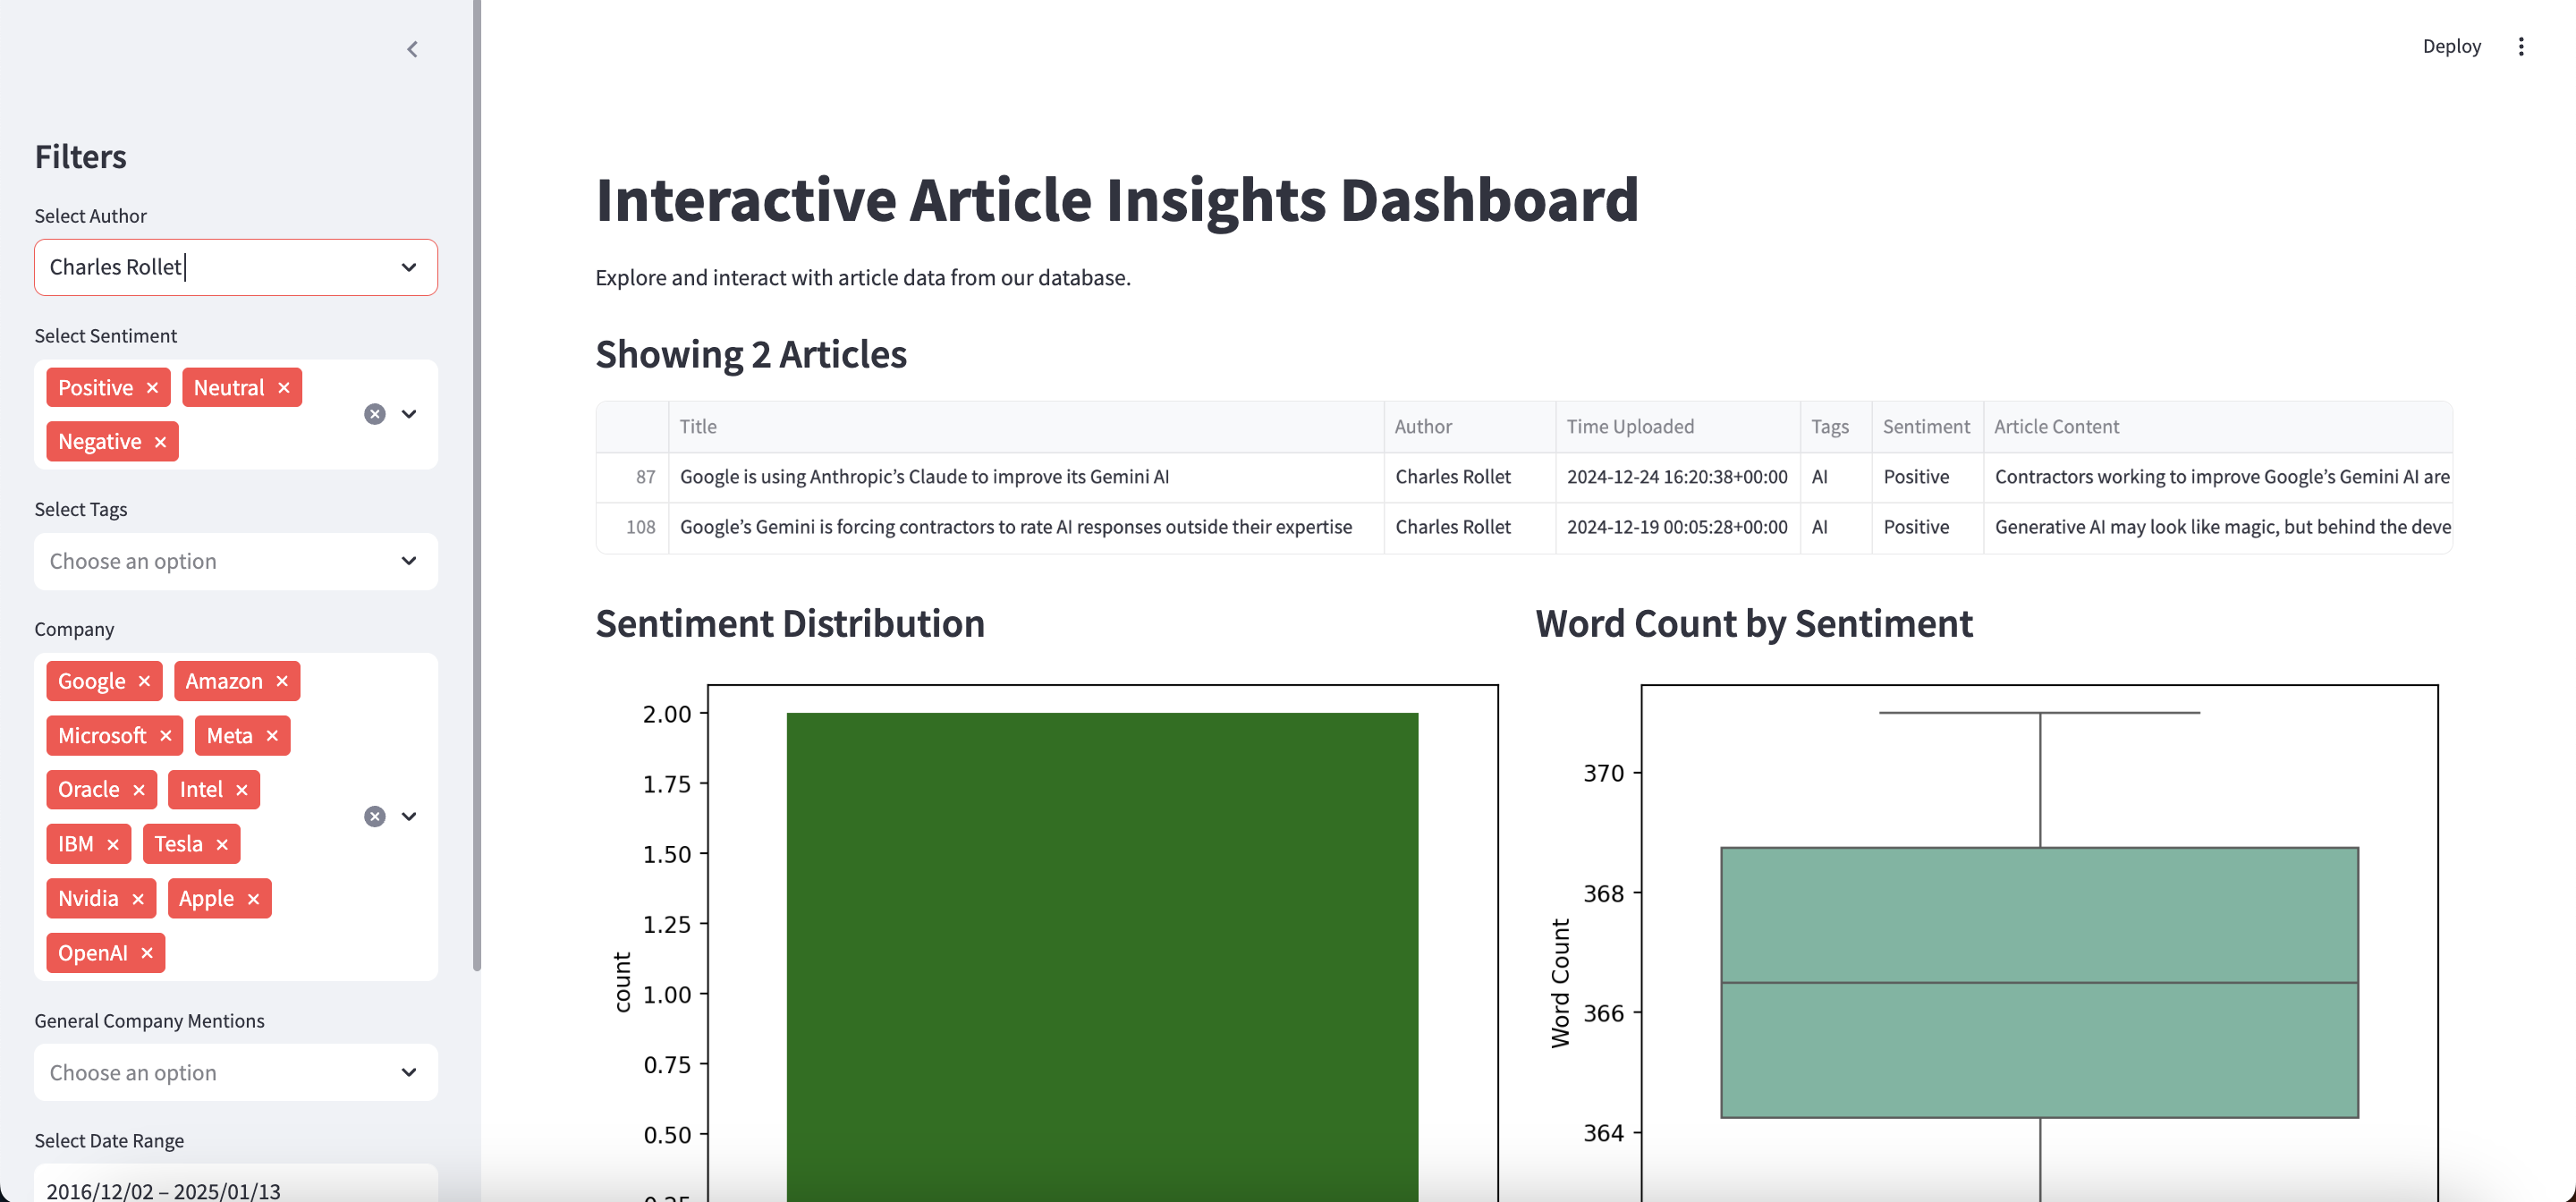 Deploy
Filters
Select Author
Charles Rollet
Select Sentiment
Positive Neutral
Negative
Select Tags
Choose an option
Company
Google Amazon
Microsoft Meta
Oracle Intel
IBM Tesla
Nvidia Apple
OpenAI
General Company Mentions
Choose an option
Select Date Range
2016/12/02 – 2025/01/13
Interactive Article Insights Dashboard
Explore and interact with article data from our database.
Showing 2 Articles
Title Author Time Uploaded Tags Sentiment Article Content
87 Google is using Anthropic’s Claude to improve its Gemini AI Charles Rollet 2024-12-24 16:20:38+00:00 AI Positive Contractors working to improve Google’s Gemini AI are
108 Google’s Gemini is forcing contractors to rate AI responses outside their expertise Charles Rollet 2024-12-19 00:05:28+00:00 AI Positive Generative AI may look like magic, but behind the deve
Sentiment Distribution
2.00
1.75
1.50
1.25
1.00
0.75
0.50
count
Word Count by Sentiment
370
368
366
364
Word Count